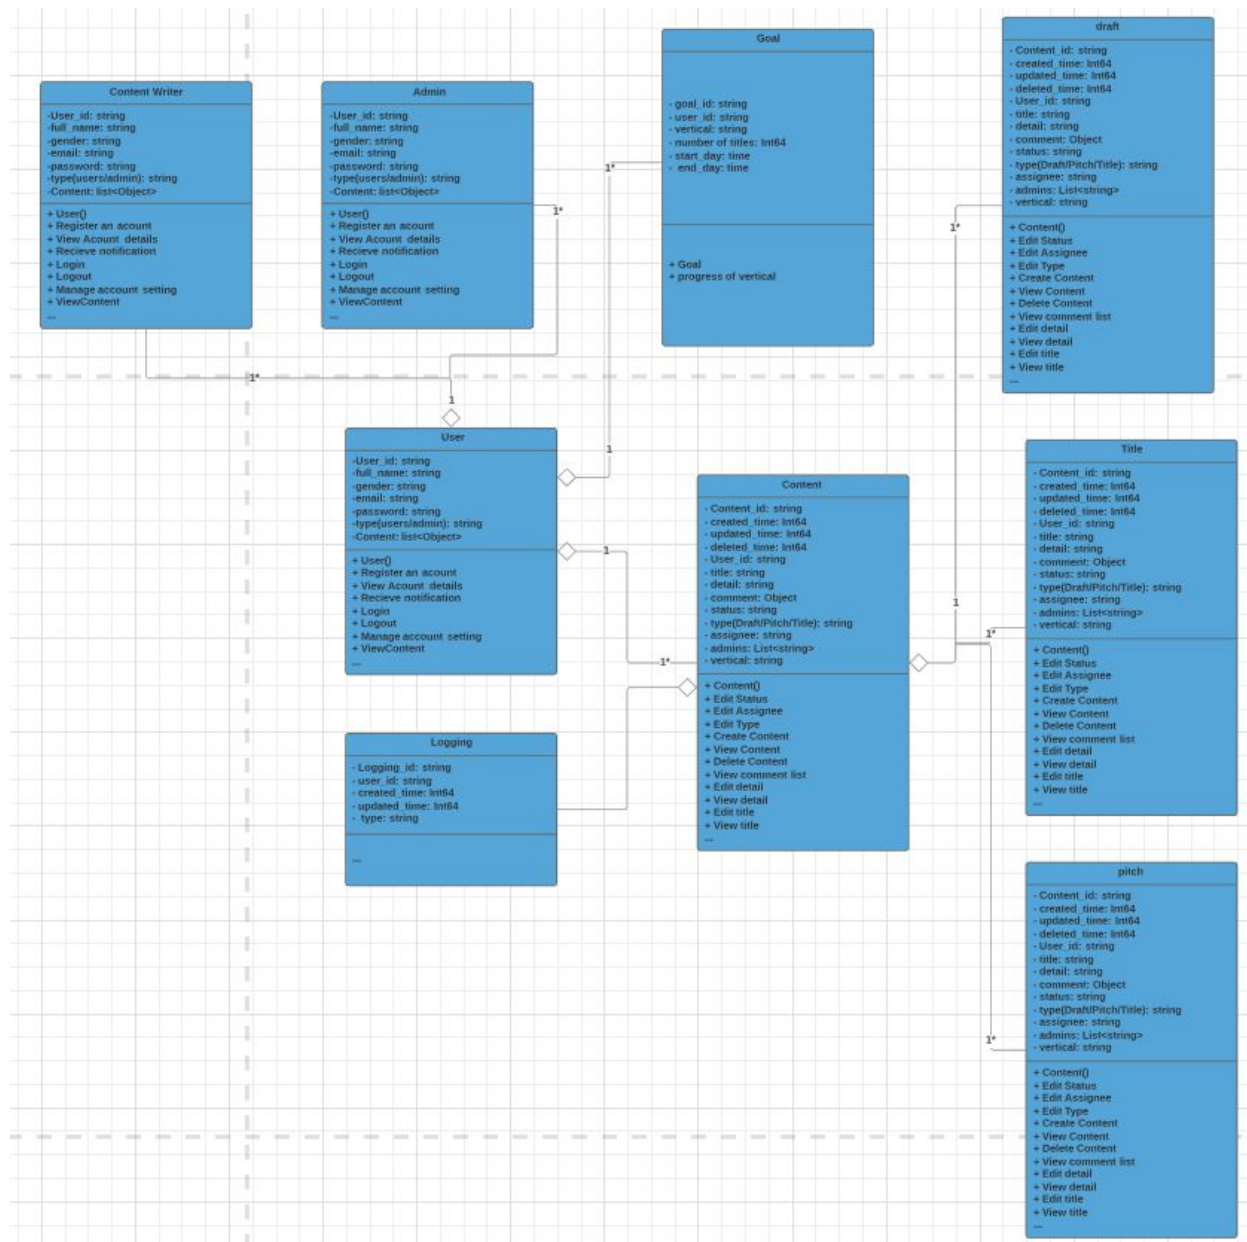 Content Writer
-User_id: string
-full_name: string
-gender: string
-email: string
-password: string
-type(users/admin): string
-Content: list<Object>
+ User()
+ Register an acount
+ View Acount details
+ Recieve notification
+ Login
+ Logout
+ Manage account setting
+ ViewContent
...
Admin
-User_id: string
-full_name: string
-gender: string
-email: string
-password: string
-type(users/admin): string
-Content: list<Object>
+ User()
+ Register an acount
+ View Acount details
+ Recieve notification
+ Login
+ Logout
+ Manage account setting
+ ViewContent
...
Goal
- goal_id: string
- user_id: string
- vertical: string
- number of titles: Int64
- start_day: time
- end_day: time
+ Goal
+ progress of vertical
draft
- Content_id: string
- created_time: Int64
- updated_time: Int64
- deleted_time: Int64
- User_id: string
- title: string
- detail: string
- comment: Object
- status: string
- type(Draft/Pitch/Title): string
- assignee: string
- admins: List<string>
- vertical: string
+ Content()
+ Edit Status
+ Edit Assignee
+ Edit Type
+ Create Content
+ View Content
+ Delete Content
+ View comment list
+ Edit detail
+ View detail
+ Edit title
+ View title
...
1*
1*
1*
1*
1
1
User
-User_id: string
-full_name: string
-gender: string
-email: string
-password: string
-type(users/admin): string
-Content: list<Object>
+ User()
+ Register an acount
+ View Acount details
+ Recieve notification
+ Login
+ Logout
+ Manage account setting
+ ViewContent
...
1
1*
Content
- Content_id: string
- created_time: Int64
- updated_time: Int64
- deleted_time: Int64
- User_id: string
- title: string
- detail: string
- comment: Object
- status: string
- type(Draft/Pitch/Title): string
- assignee: string
- admins: List<string>
- vertical: string
+ Content()
+ Edit Status
+ Edit Assignee
+ Edit Type
+ Create Content
+ View Content
+ Delete Content
+ View comment list
+ Edit detail
+ View detail
+ Edit title
+ View title
...
1
1*
Title
- Content_id: string
- created_time: Int64
- updated_time: Int64
- deleted_time: Int64
- User_id: string
- title: string
- detail: string
- comment: Object
- status: string
- type(Draft/Pitch/Title): string
- assignee: string
- admins: List<string>
- vertical: string
+ Content()
+ Edit Status
+ Edit Assignee
+ Edit Type
+ Create Content
+ View Content
+ Delete Content
+ View comment list
+ Edit detail
+ View detail
+ Edit title
+ View title
...
Logging
- Logging_id: string
- user_id: string
- created_time: Int64
- updated_time: Int64
- type: string
...
1*
pitch
- Content_id: string
- created_time: Int64
- updated_time: Int64
- deleted_time: Int64
- User_id: string
- title: string
- detail: string
- comment: Object
- status: string
- type(Draft/Pitch/Title): string
- assignee: string
- admins: List<string>
- vertical: string
+ Content()
+ Edit Status
+ Edit Assignee
+ Edit Type
+ Create Content
+ View Content
+ Delete Content
+ View comment list
+ Edit detail
+ View detail
+ Edit title
+ View title
...